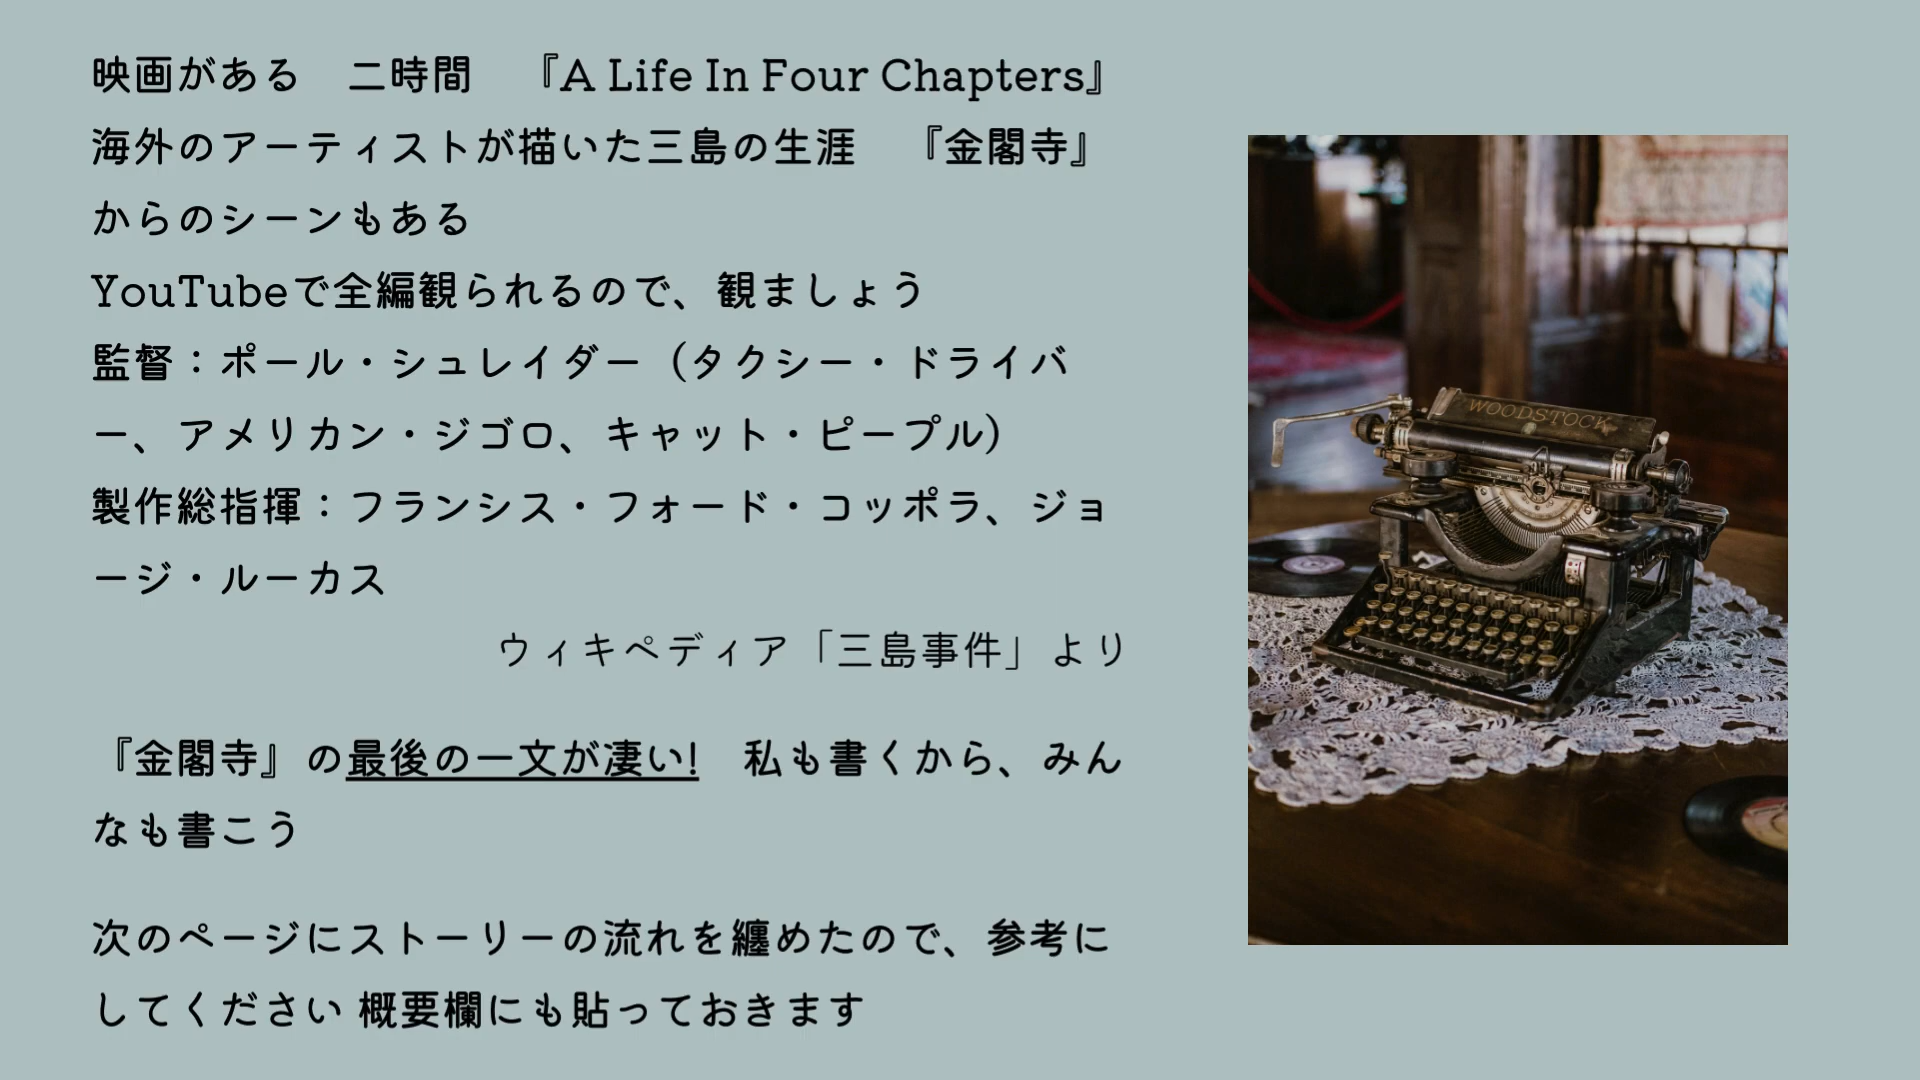 映画がある　二時間　『A Life In Four Chapters』
海外のアーティストが描いた三島の生涯　『金閣寺』
からのシーンもある
YouTubeで全編観られるので、観ましょう
監督：ポール・シュレイダー（タクシー・ドライバ
ー、アメリカン・ジゴロ、キャット・ピープル）
製作総指揮：フランシス・フォード・コッポラ、ジョ
ージ・ルーカス
ウィキペディア「三島事件」より
『金閣寺』の最後の一文が凄い!　私も書くから、みん
なも書こう
次のページにストーリーの流れを纏めたので、参考に
してください 概要欄にも貼っておきます
WOODSTOCK